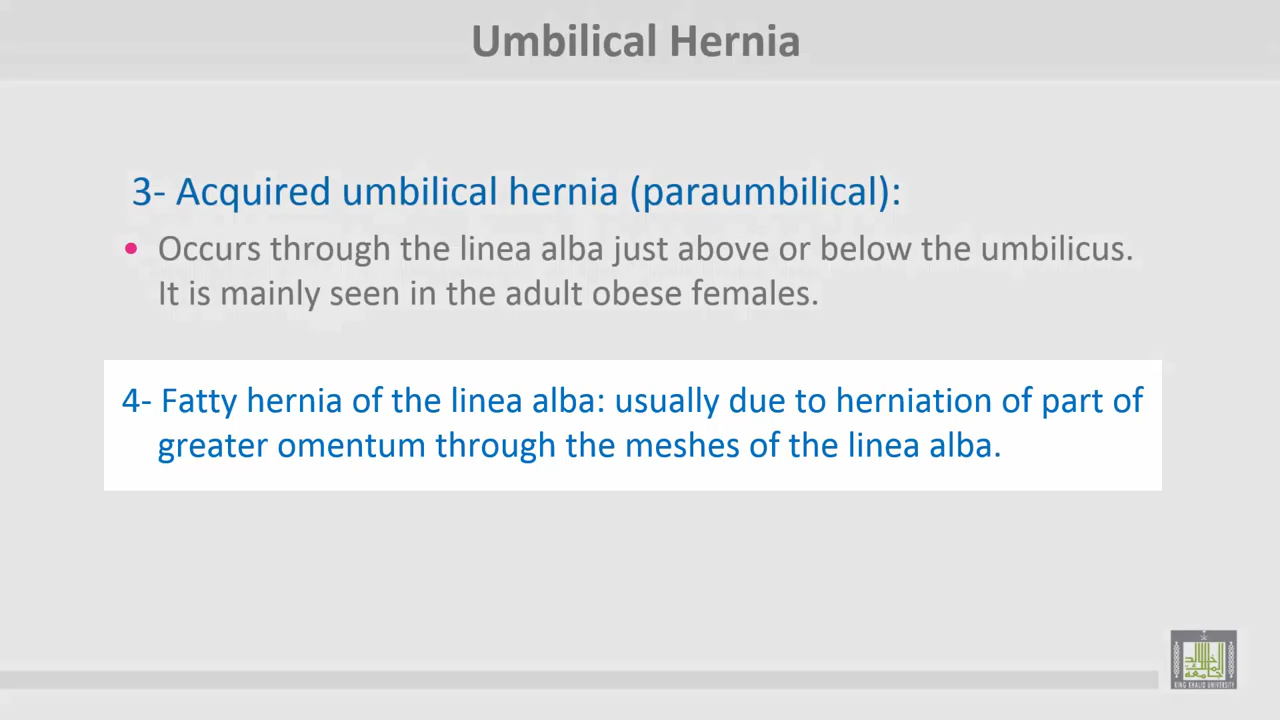 Umbilical Hernia
3- Acquired umbilical hernia (paraumbilical):
• Occurs through the linea alba just above or below the umbilicus.
It is mainly seen in the adult obese females.
4- Fatty hernia of the linea alba: usually due to herniation of part of
greater omentum through the meshes of the linea alba.
KING KHALID UNIVERSITY